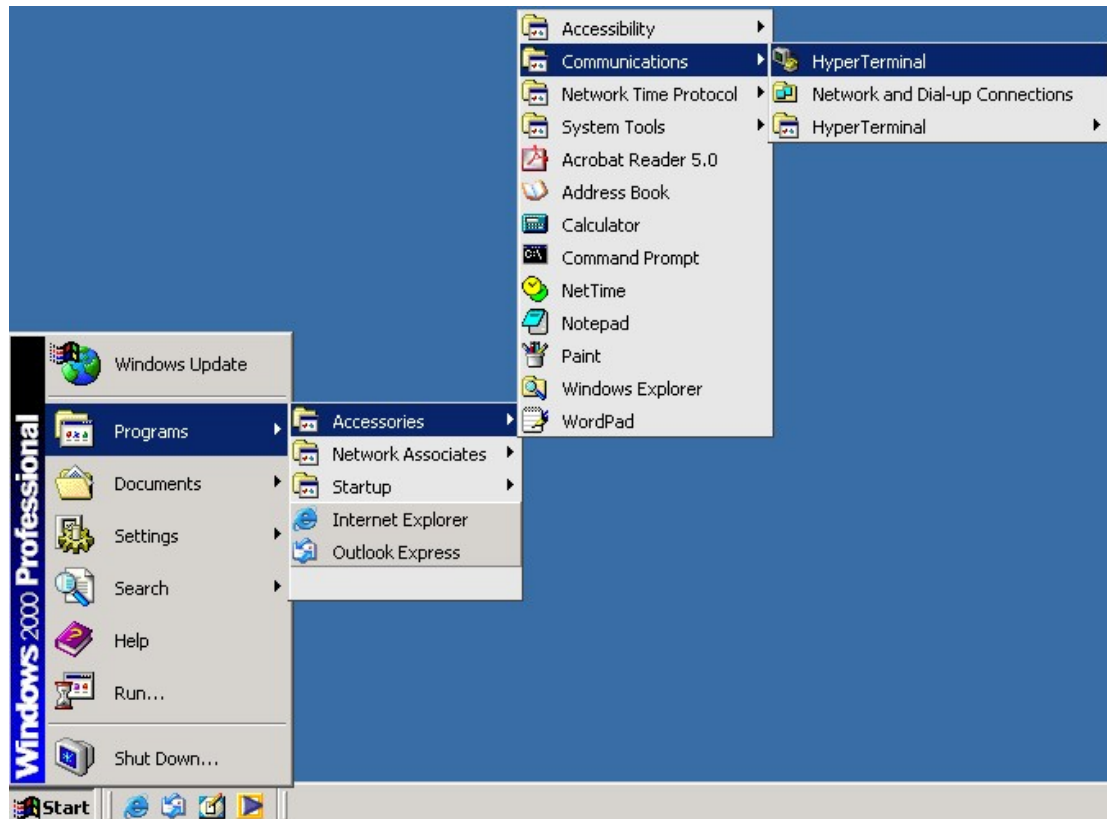 Accessibility
Communications
Network Time Protocol
System Tools
Acrobat Reader 5.0
Address Book
Calculator
Command Prompt
NetTime
Notepad
Paint
Windows Explorer
WordPad
HyperTerminal
Network and Dial-up Connections
HyperTerminal
Windows Update
Programs
Documents
Settings
Search
Help
Run...
Shut Down...
Accessories
Network Associates
Startup
Internet Explorer
Outlook Express
Windows 2000 Professional
Start